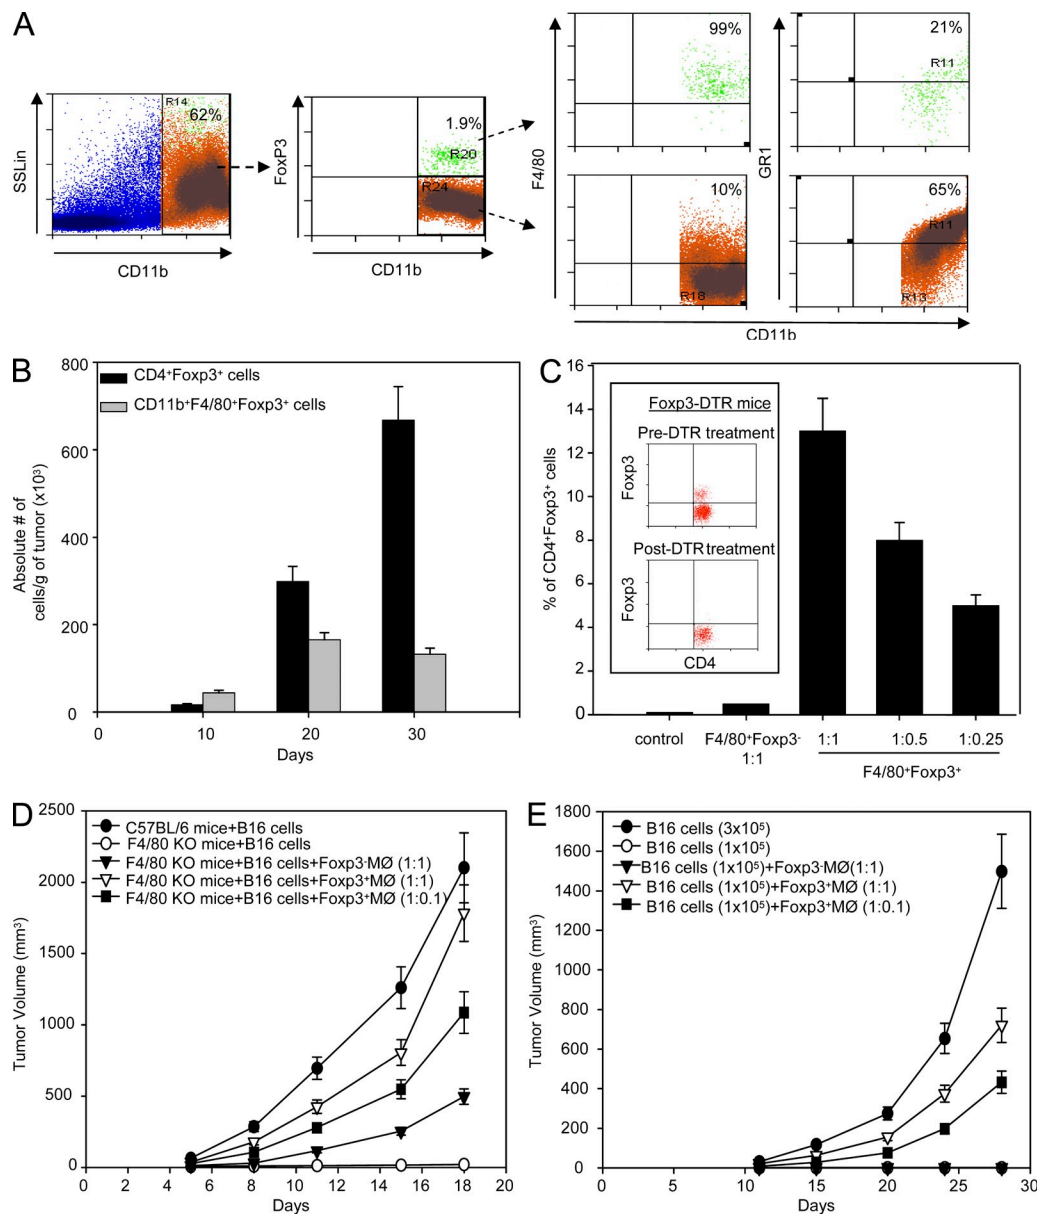 A
SSLin
R14
62%
CD11b
FoxP3
1.9%
R20
R24
CD11b
F4/80
99%
10%
R18
GR1
21%
R11
65%
R11
R13
CD11b
B
CD4⁺Foxp3⁺ cells
CD11b⁺F4/80⁺Foxp3⁺ cells
Absolute # of
cells/g of tumor (x10³)
800
600
400
200
0
0
10
20
30
Days
C
% of CD4⁺Foxp3⁺ cells
16
14
12
10
8
6
4
2
0
Foxp3-DTR mice
Pre-DTR treatment
Foxp3
Post-DTR treatment
Foxp3
CD4
control
F4/80⁺Foxp3⁻
1:1
1:1
1:0.5
1:0.25
F4/80⁺Foxp3⁺
D
C57BL/6 mice+B16 cells
F4/80 KO mice+B16 cells
F4/80 KO mice+B16 cells+Foxp3⁻MØ (1:1)
F4/80 KO mice+B16 cells+Foxp3⁺MØ (1:1)
F4/80 KO mice+B16 cells+Foxp3⁺MØ (1:0.1)
Tumor Volume (mm³)
2500
2000
1500
1000
500
0
0 2 4 6 8 10 12 14 16 18 20
Days
E
B16 cells (3x10⁵)
B16 cells (1x10⁵)
B16 cells (1x10⁵)+Foxp3⁻MØ(1:1)
B16 cells (1x10⁵)+Foxp3⁺MØ (1:1)
B16 cells (1x10⁵)+Foxp3⁺MØ (1:0.1)
Tumor Volume (mm³)
1800
1600
1400
1200
1000
800
600
400
200
0
0 5 10 15 20 25 30
Days